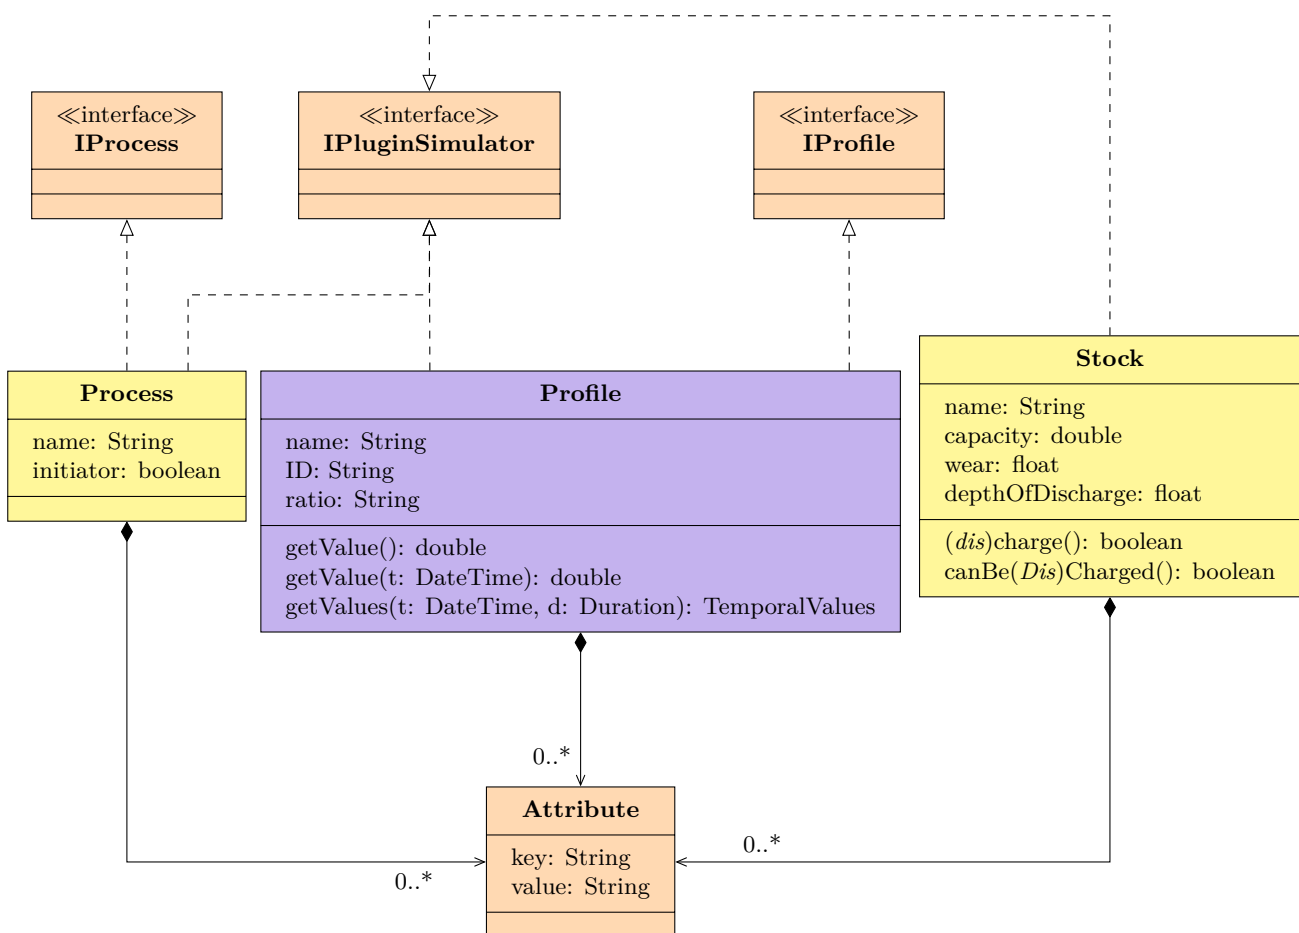 ≪interface≫
IProcess
≪interface≫
IPluginSimulator
≪interface≫
IProfile
Process
name: String
initiator: boolean
Profile
name: String
ID: String
ratio: String
getValue(): double
getValue(t: DateTime): double
getValues(t: DateTime, d: Duration): TemporalValues
Stock
name: String
capacity: double
wear: float
depthOfDischarge: float
(dis)charge(): boolean
canBe(Dis)Charged(): boolean
0..*
0..*
0..*
Attribute
key: String
value: String